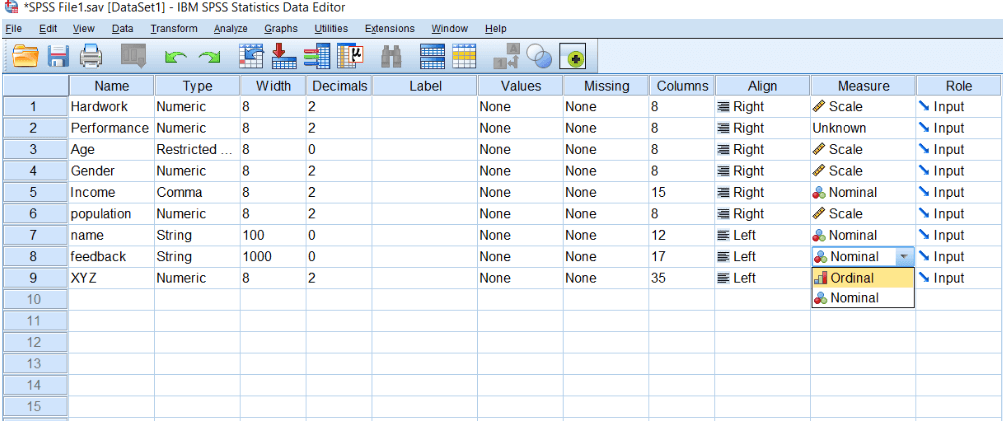 *SPSS File1.sav [DataSet1] - IBM SPSS Statistics Data Editor
File Edit View Data Transform Analyze Graphs Utilities Extensions Window Help
Name Type Width Decimals Label Values Missing Columns Align Measure Role
1 Hardwork Numeric 8 2 None None 8 Right Scale Input
2 Performance Numeric 8 2 None None 8 Right Unknown Input
3 Age Restricted ... 8 0 None None 8 Right Scale Input
4 Gender Numeric 8 2 None None 8 Right Scale Input
5 Income Comma 8 2 None None 15 Right Nominal Input
6 population Numeric 8 2 None None 8 Right Scale Input
7 name String 100 0 None None 12 Left Nominal Input
8 feedback String 1000 0 None None 17 Left Nominal Input
9 XYZ Numeric 8 2 None None 35 Left Ordinal Input
10 Nominal
11
12
13
14
15